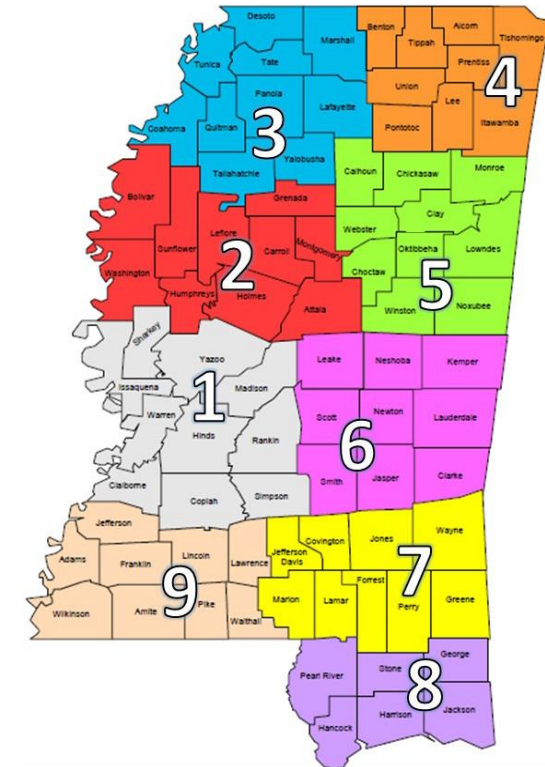 Desoto
Marshall
Tunica
Tate
Panola
Lafayette
Coahoma
Quitman
3
Tallahatchie
Yalobusha
Benton
Tippah
Alcorn
Tishomingo
Prentiss
Union
4
Lee
Pontotoc
Itawamba
Bolivar
Grenada
Sunflower
Leflore
Carroll
Montgomery
Washington
2
Humphreys
Holmes
Attala
Calhoun
Chickasaw
Monroe
Clay
Webster
Oktibbeha
Lowndes
Choctaw
5
Winston
Noxubee
Sharkey
Yazoo
Issaquena
Madison
1
Warren
Hinds
Rankin
Claiborne
Copiah
Simpson
Leake
Neshoba
Kemper
Scott
Newton
Lauderdale
6
Smith
Jasper
Clarke
Jefferson
Adams
Franklin
Lincoln
Lawrence
9
Wilkinson
Amite
Pike
Walthall
Jefferson
Davis
Covington
Jones
Wayne
7
Marion
Lamar
Forrest
Perry
Greene
Pearl River
Stone
George
8
Hancock
Harrison
Jackson